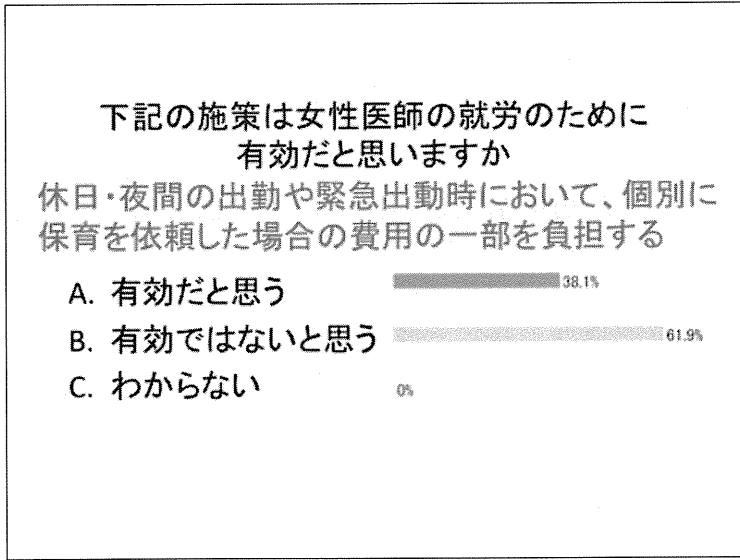 下記の施策は女性医師の就労のために
有効だと思いますか
休日・夜間の出勤や緊急出動時において、個別に
保育を依頼した場合の費用の一部を負担する
A. 有効だと思う 38.1%
B. 有効ではないと思う 61.9%
C. わからない 0%